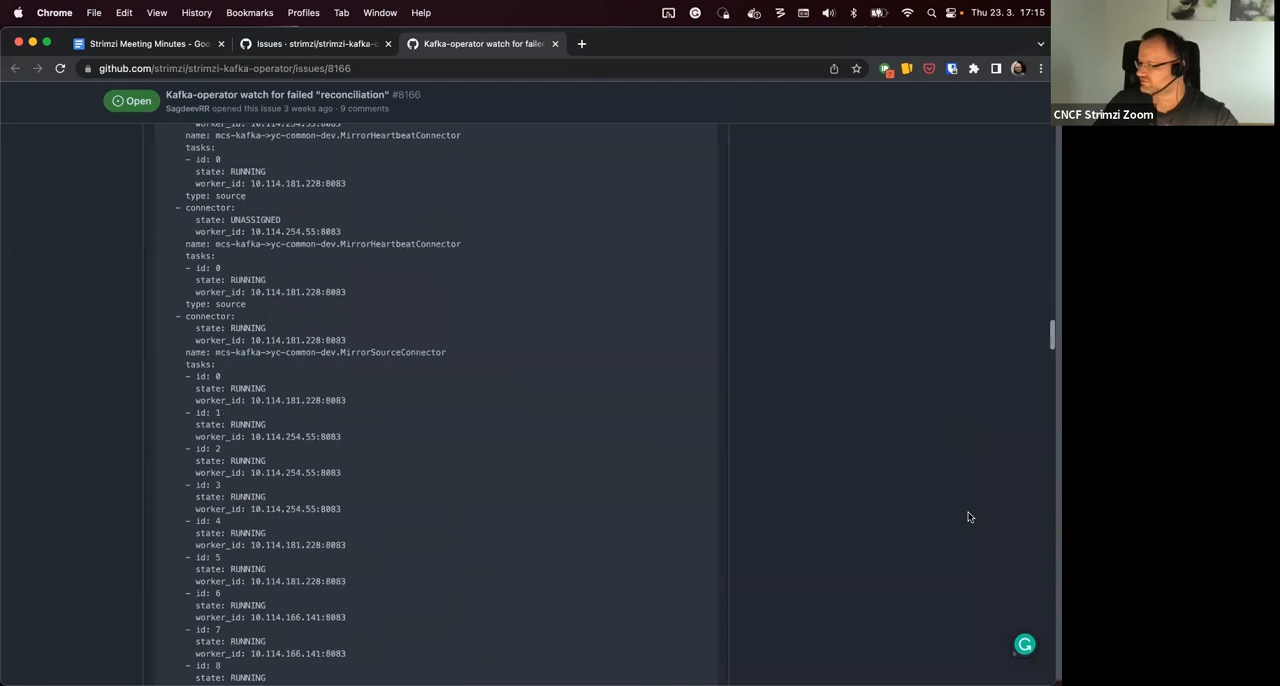 Chrome File Edit View History Bookmarks Profiles Tab Window Help Thu 23. 3. 17:15
Strimzi Meeting Minutes - Goo
Issues · strimzi/strimzi-kafka-o
Kafka-operator watch for failed
github.com/strimzi/strimzi-kafka-operator/issues/8166
7
CNCF Strimzi Zoom
Open
Kafka-operator watch for failed "reconciliation" #8166
SagdeevRR opened this issue 3 weeks ago · 9 comments
worker_id: 10.114.254.55:8083
name: mcs-kafka->yc-common-dev.MirrorHeartbeatConnector
tasks:
- id: 0
state: RUNNING
worker_id: 10.114.181.228:8083
type: source
- connector:
state: UNASSIGNED
worker_id: 10.114.254.55:8083
name: mcs-kafka->yc-common-dev.MirrorHeartbeatConnector
tasks:
- id: 0
state: RUNNING
worker_id: 10.114.181.228:8083
type: source
- connector:
state: RUNNING
worker_id: 10.114.181.228:8083
name: mcs-kafka->yc-common-dev.MirrorSourceConnector
tasks:
- id: 0
state: RUNNING
worker_id: 10.114.181.228:8083
- id: 1
state: RUNNING
worker_id: 10.114.254.55:8083
- id: 2
state: RUNNING
worker_id: 10.114.254.55:8083
- id: 3
state: RUNNING
worker_id: 10.114.254.55:8083
- id: 4
state: RUNNING
worker_id: 10.114.181.228:8083
- id: 5
state: RUNNING
worker_id: 10.114.181.228:8083
- id: 6
state: RUNNING
worker_id: 10.114.166.141:8083
- id: 7
state: RUNNING
worker_id: 10.114.166.141:8083
- id: 8
state: RUNNING